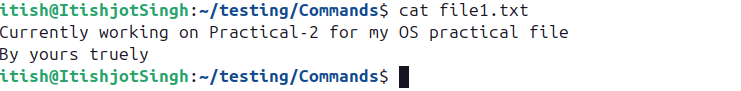 itish@ItishjotSingh:~/testing/Commands$ cat file1.txt
Currently working on Practical-2 for my OS practical file
By yours truely
itish@ItishjotSingh:~/testing/Commands$